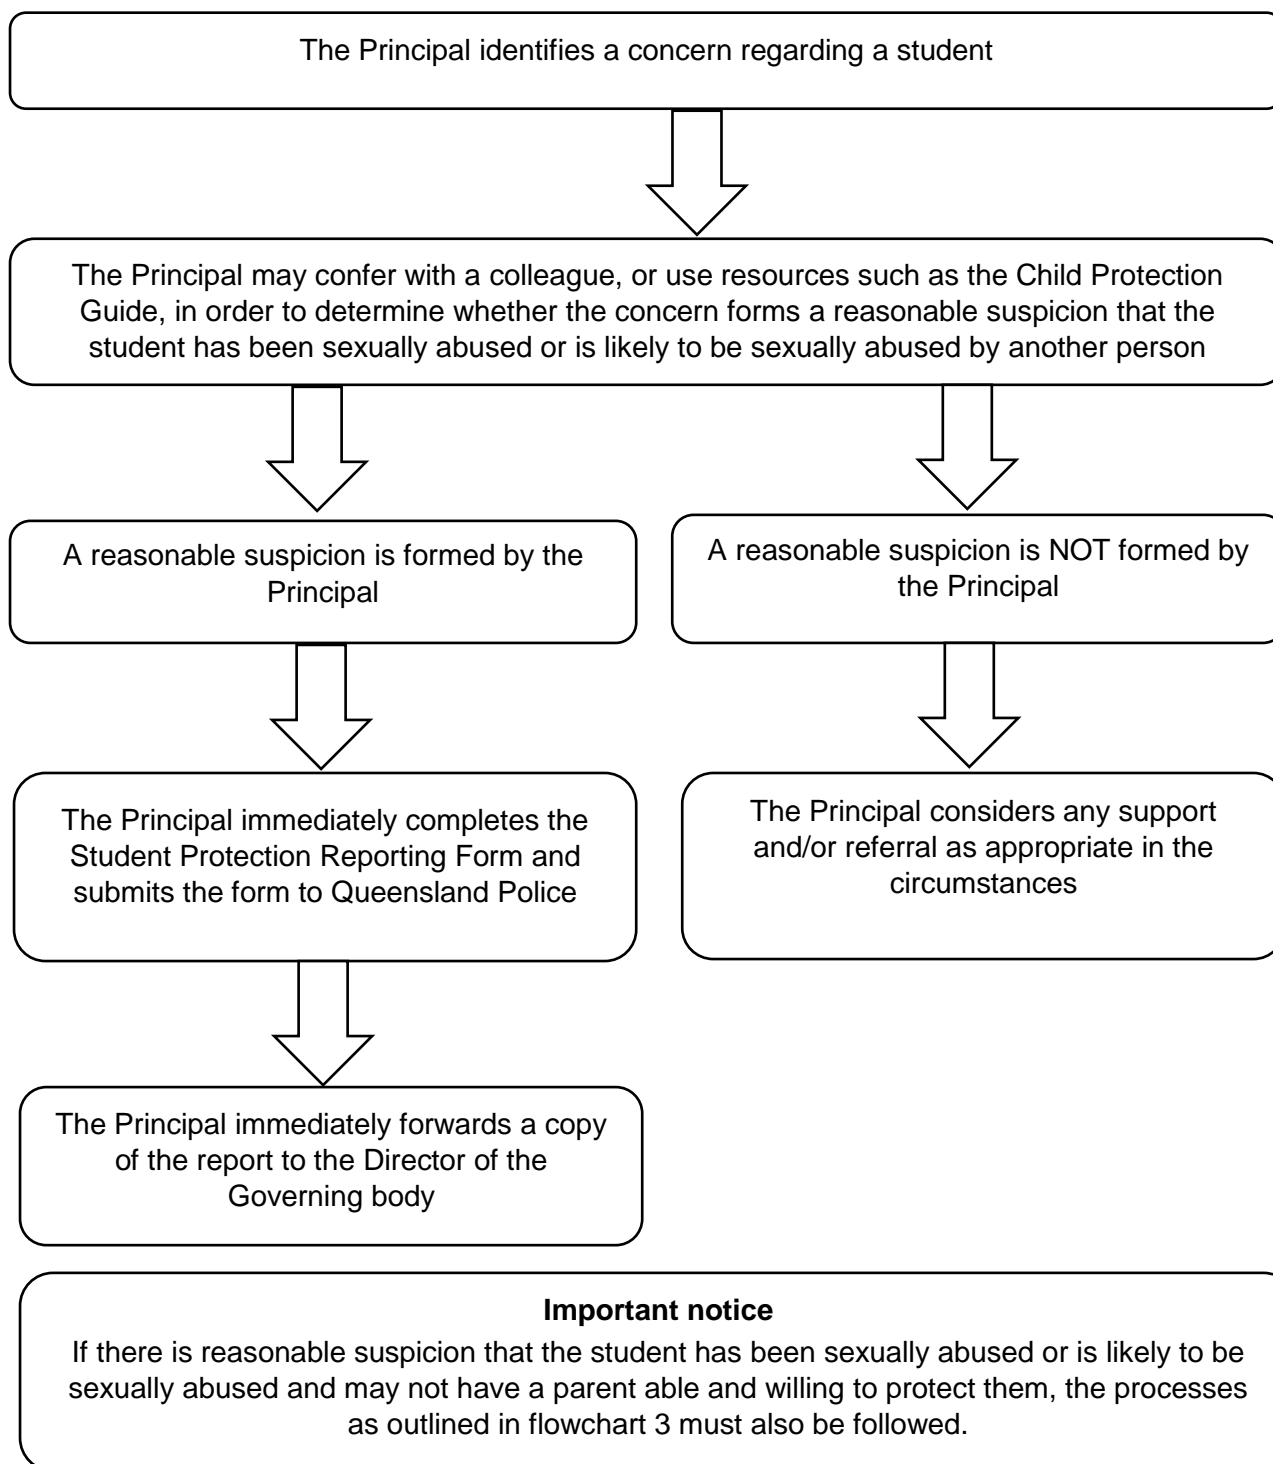 The Principal identifies a concern regarding a student
The Principal may confer with a colleague, or use resources such as the Child Protection
Guide, in order to determine whether the concern forms a reasonable suspicion that the
student has been sexually abused or is likely to be sexually abused by another person
A reasonable suspicion is formed by the
Principal
A reasonable suspicion is NOT formed by
the Principal
The Principal immediately completes the
Student Protection Reporting Form and
submits the form to Queensland Police
The Principal considers any support
and/or referral as appropriate in the
circumstances
The Principal immediately forwards a copy
of the report to the Director of the
Governing body
Important notice
If there is reasonable suspicion that the student has been sexually abused or is likely to be
sexually abused and may not have a parent able and willing to protect them, the processes
as outlined in flowchart 3 must also be followed.